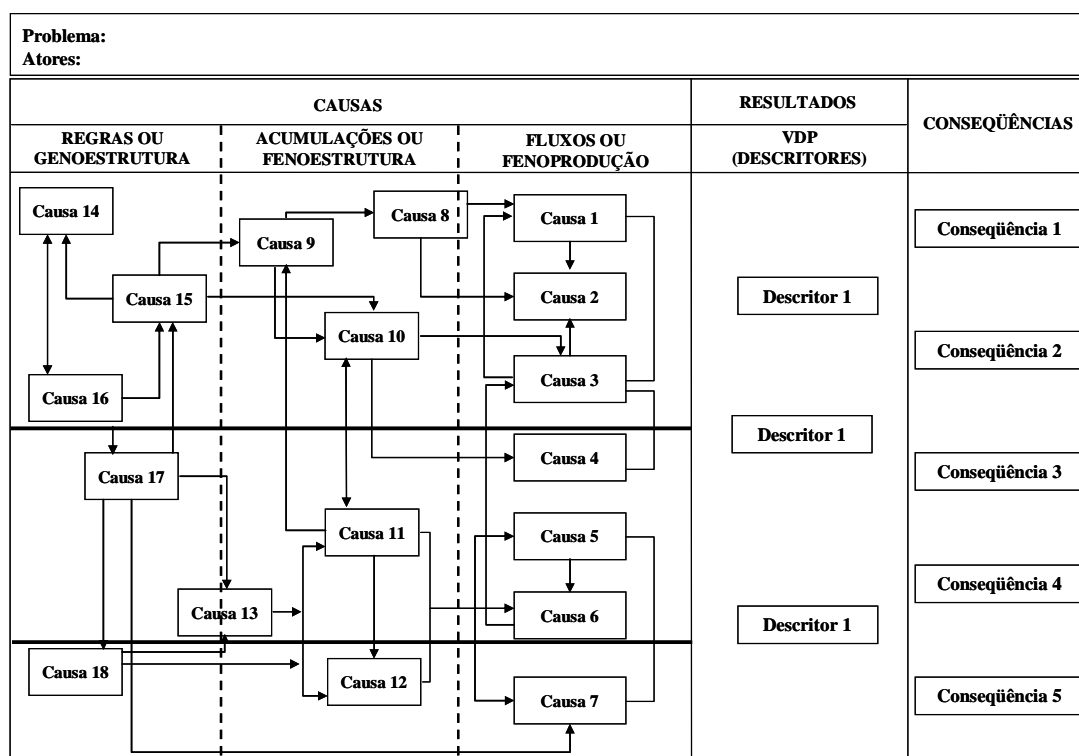 Problema:
Atores:
CAUSAS
RESULTADOS
CONSEQÜÊNCIAS
REGRAS OU
GENOESTRUTURA
ACUMULAÇÕES OU
FENOESTRUTURA
FLUXOS OU
FENOPRODUÇÃO
VDP
(DESCRITORES)
Causa 14
Causa 15
Causa 16
Causa 17
Causa 18
Causa 8
Causa 9
Causa 10
Causa 11
Causa 13
Causa 12
Causa 1
Causa 2
Causa 3
Causa 4
Causa 5
Causa 6
Causa 7
Descritor 1
Descritor 1
Descritor 1
Conseqüência 1
Conseqüência 2
Conseqüência 3
Conseqüência 4
Conseqüência 5